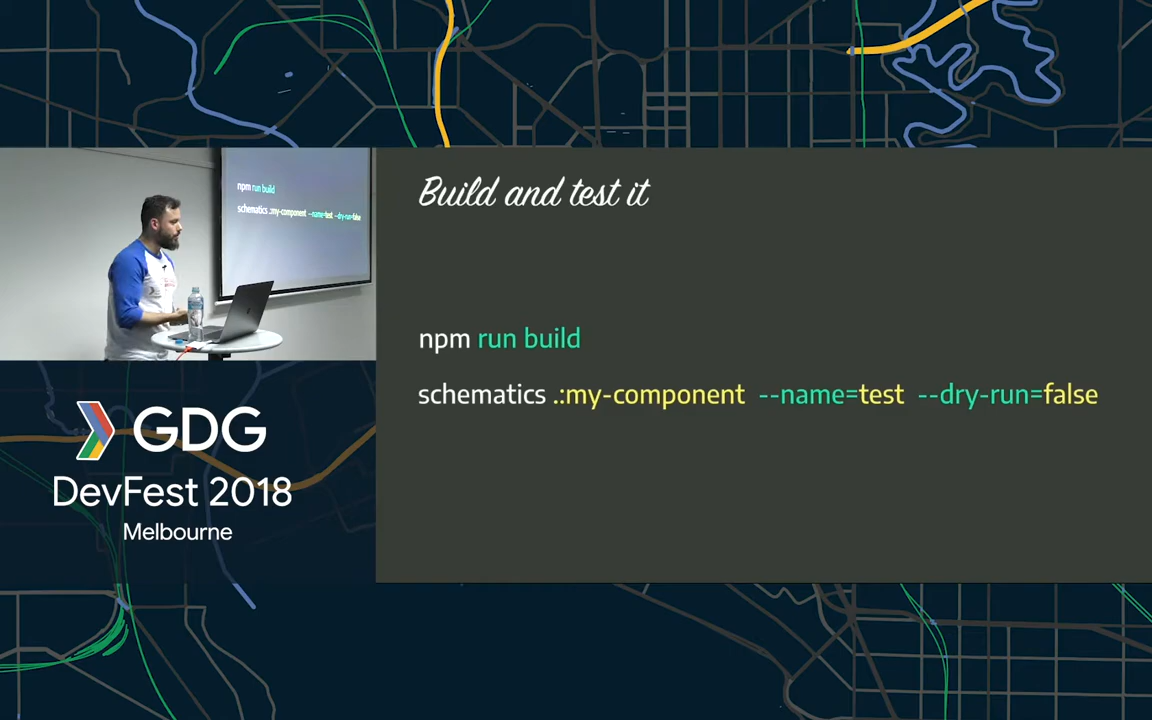 Build and test it
npm run build
schematics .:my-component --name=test --dry-run=false
npm run build
schematics .:my-component --name=test --dry-run=false
GDG
DevFest 2018
Melbourne